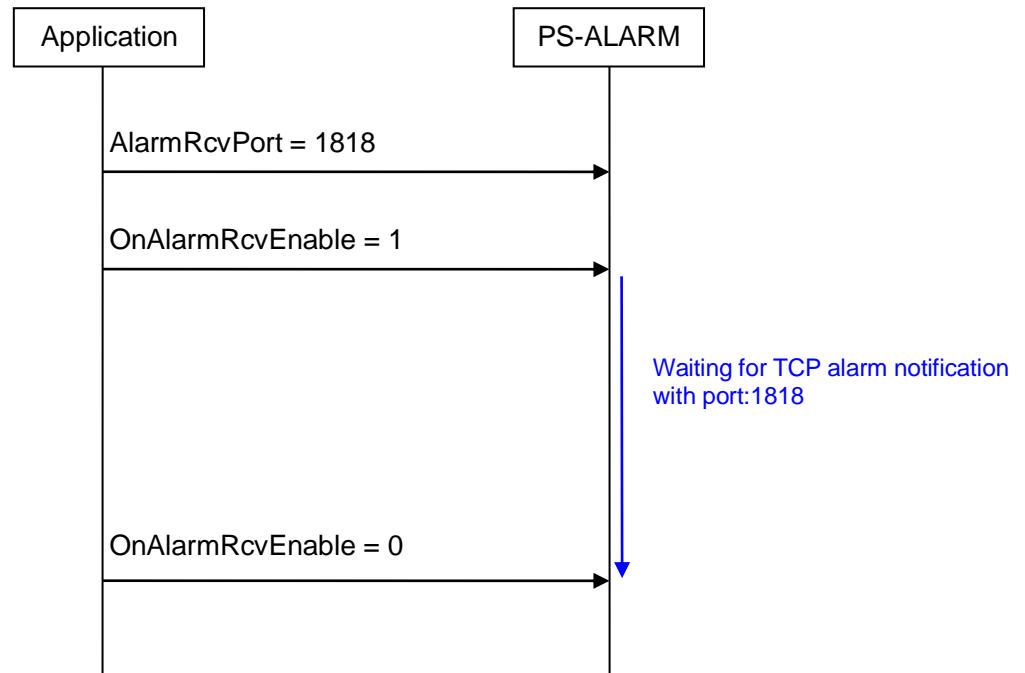 Application
PS-ALARM
AlarmRcvPort = 1818
OnAlarmRcvEnable = 1
Waiting for TCP alarm notification
with port:1818
OnAlarmRcvEnable = 0